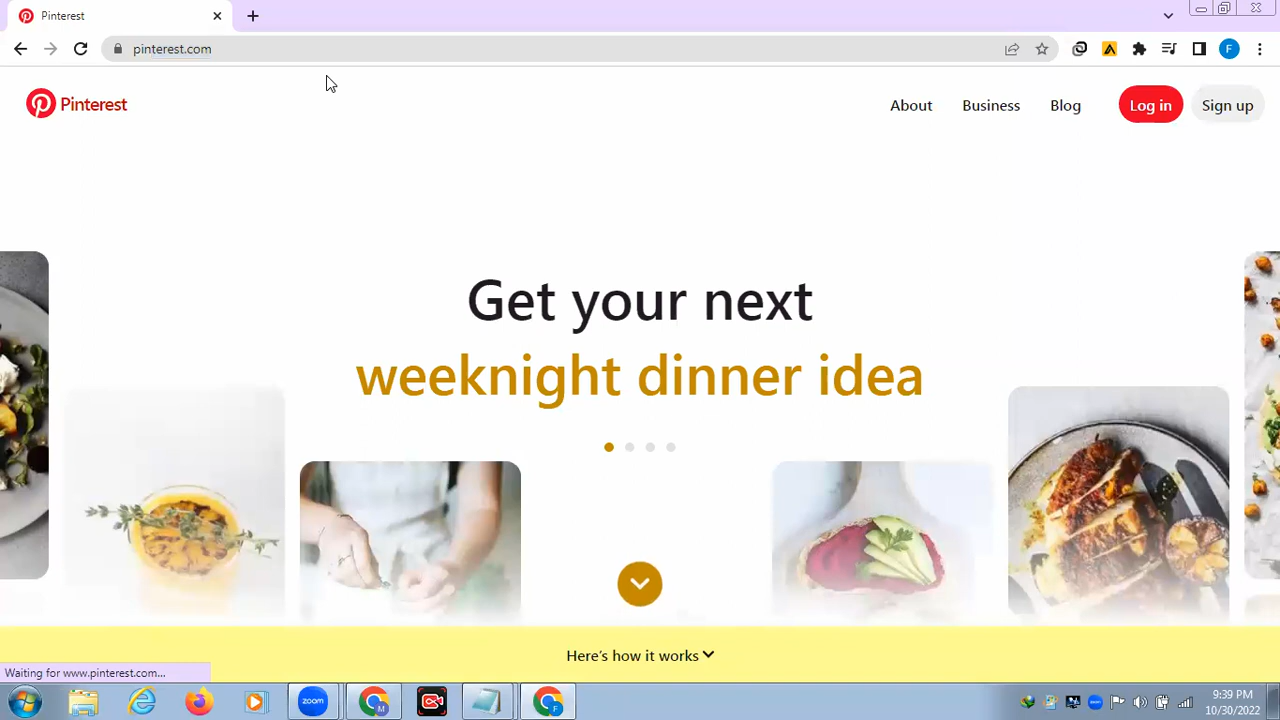 Pinterest
pinterest.com
F
Pinterest
About Business Blog Log in Sign up
Get your next
weeknight dinner idea
Here's how it works
Waiting for www.pinterest.com...
zoom
M
F
9:39 PM
10/30/2022